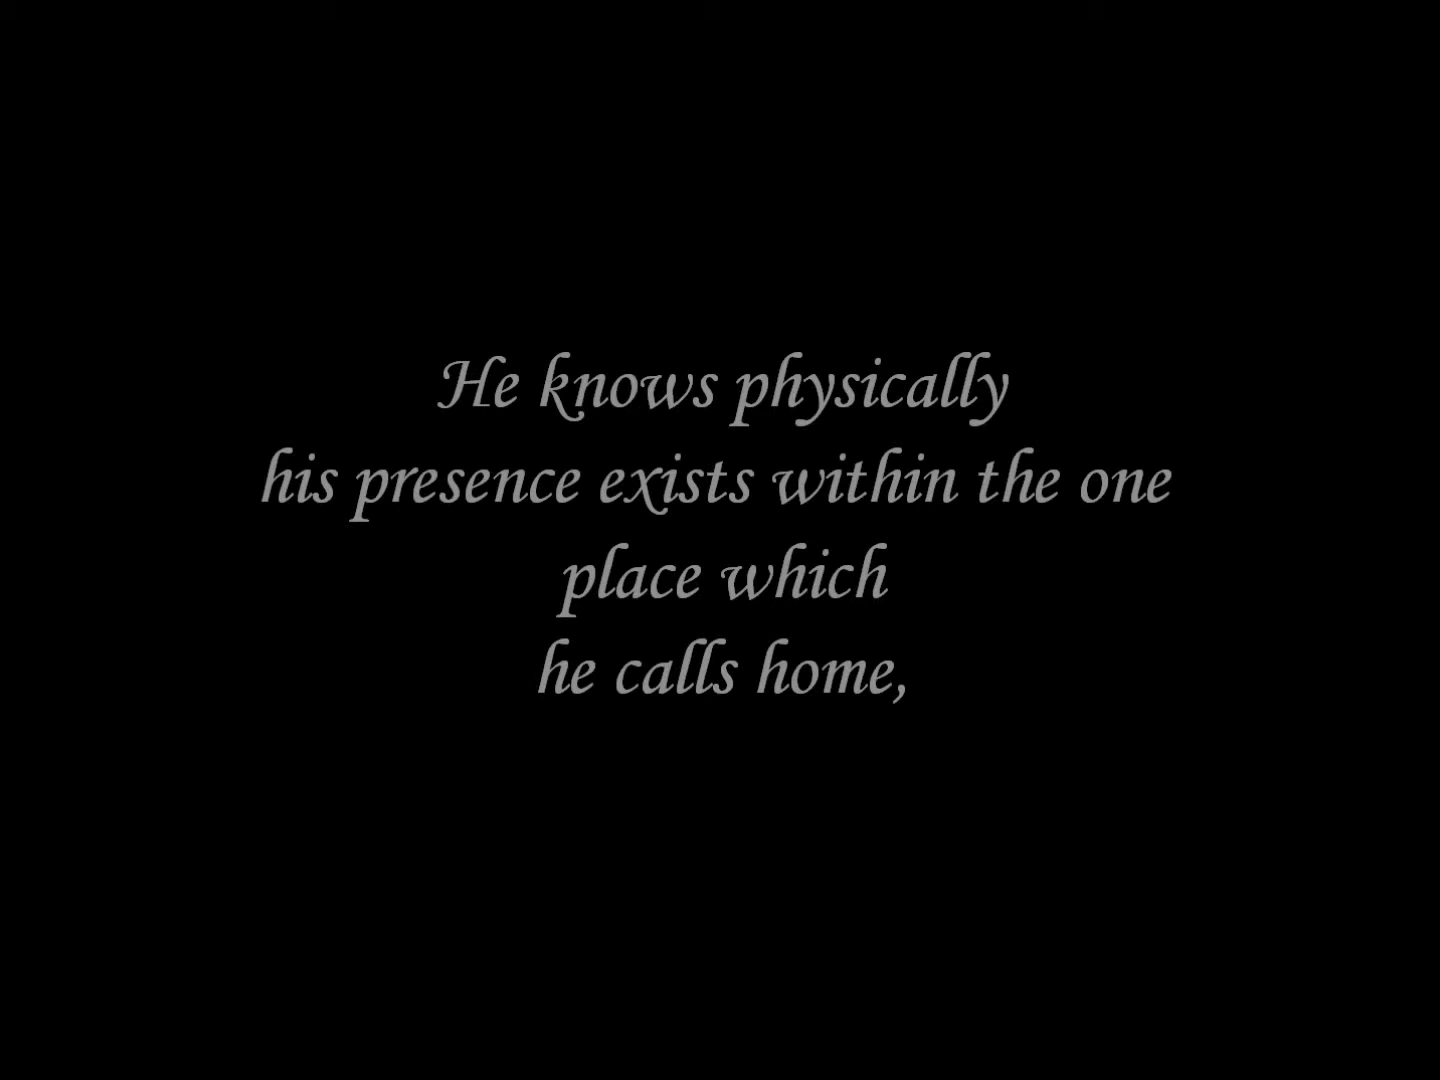 He knows physically
his presence exists within the one
place which
he calls home,